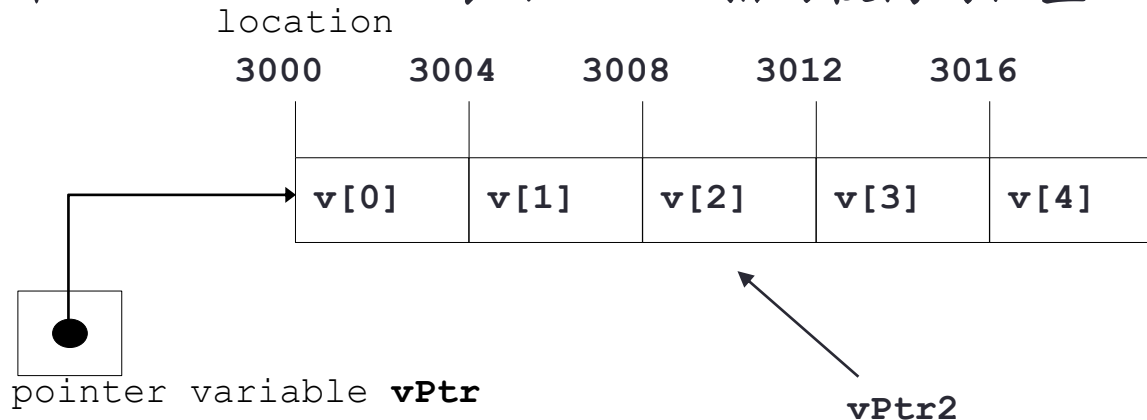 location
3000 3004 3008 3012 3016
v[0] v[1] v[2] v[3] v[4]
pointer variable vPtr
vPtr2